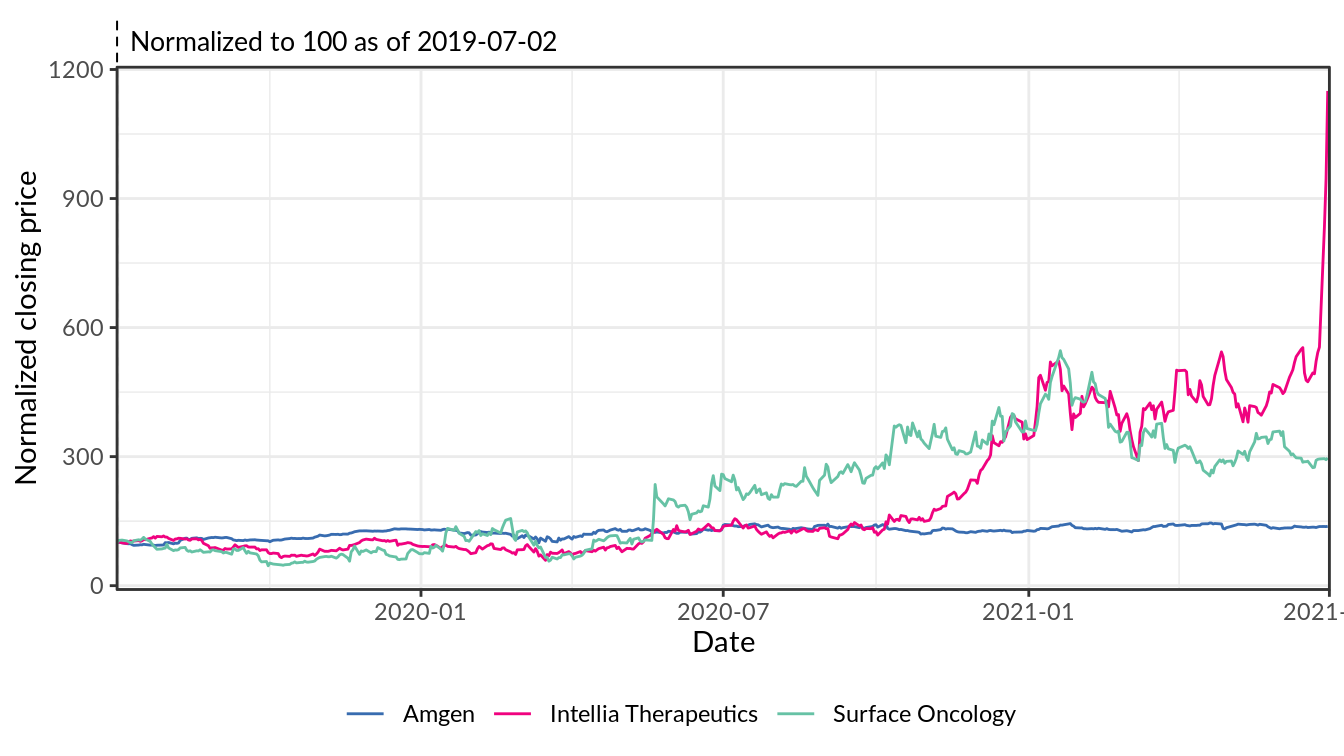 Normalized to 100 as of 2019-07-02
1200
900
600
300
0
Normalized closing price
2020-01 2020-07 2021-01 2021-
Date
Amgen Intellia Therapeutics Surface Oncology